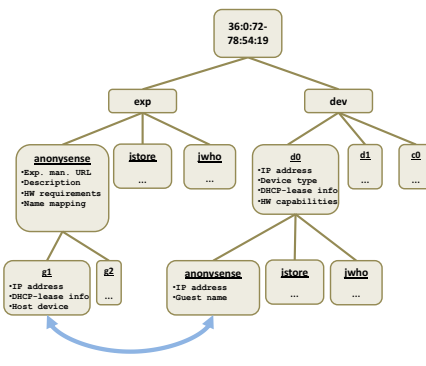 36:0:72-
78:54:19
exp
dev
anonysense
•Exp. man. URL
•Description
•HW requirements
•Name mapping
jstore
...
jwho
...
d0
•IP address
•Device type
•DHCP-lease info
•HW capabilities
d1
...
c0
...
g1
•IP address
•DHCP-lease info
•Host device
g2
...
anonysense
•IP address
•Guest name
jstore
...
jwho
...